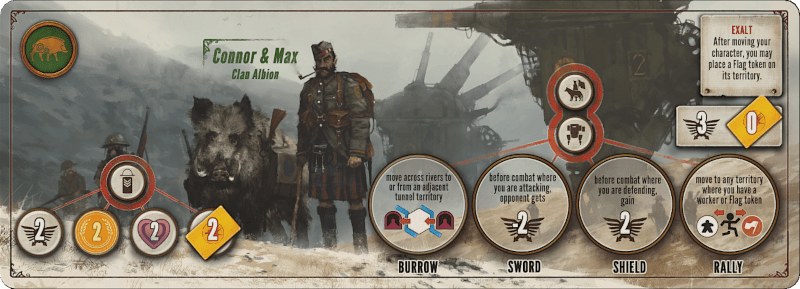 Connor & Max
Clan Albion
EXALT
After moving your
character, you may
place a Flag token on
its territory.
3
0
2
2
2
2
2
move across rivers to
or from an adjacent
tunnel territory
BURROW
before combat where
you are attacking,
opponent gets
2
SWORD
before combat where
you are defending,
gain
2
SHIELD
move to any territory
where you have a
worker or Flag token
RALLY